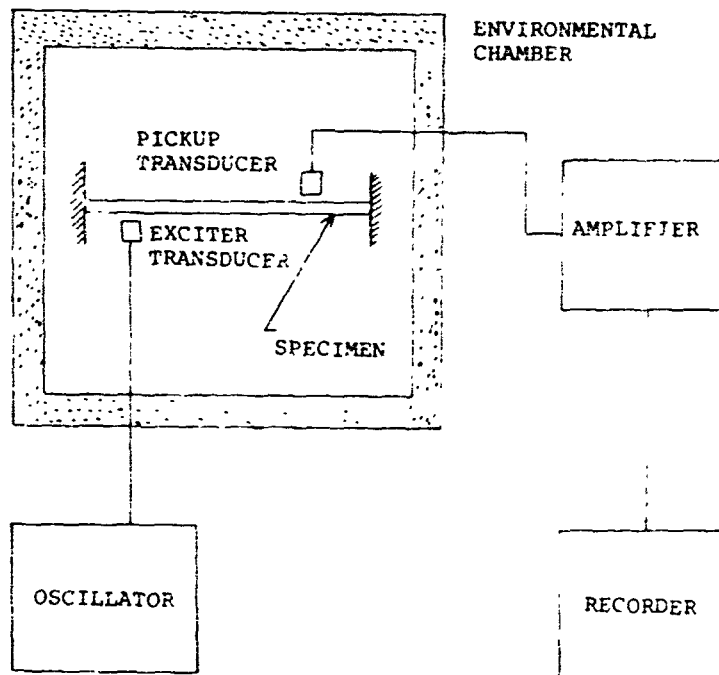 ENVIRONMENTAL
CHAMBER
PICKUP
TRANSDUCER
EXCITER
TRANSDUCER
SPECIMEN
AMPLIFIER
OSCILLATOR
RECORDER